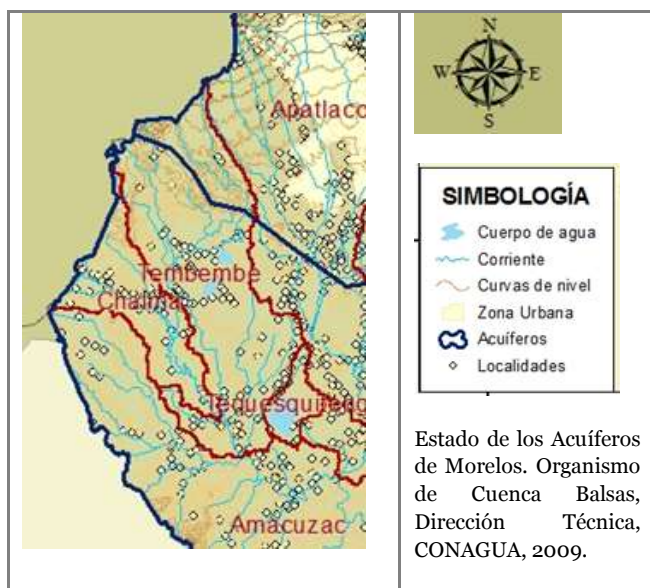 Apatlaco
Tembembe
Chalma
Amacuzac
N
W E
S
SIMBOLOGÍA
Cuerpo de agua
Corriente
Curvas de nivel
Zona Urbana
Acuíferos
Localidades
Estado de los Acuíferos
de Morelos. Organismo
de Cuenca Balsas,
Dirección Técnica,
CONAGUA, 2009.